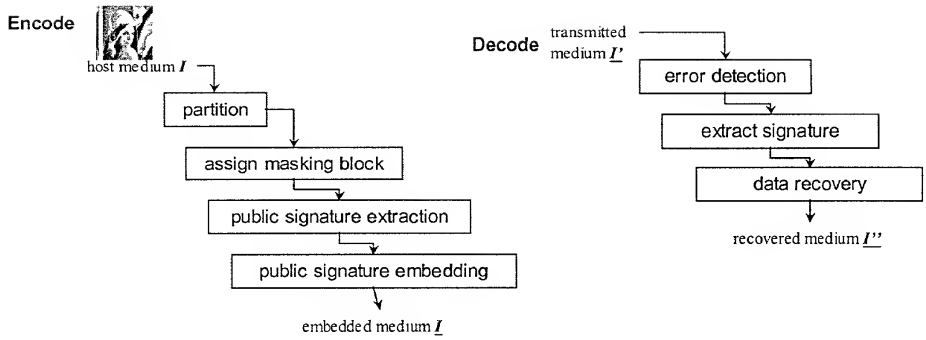 Encode
host medium I
partition
assign masking block
public signature extraction
public signature embedding
embedded medium I
Decode
transmitted
medium I'
error detection
extract signature
data recovery
recovered medium I''